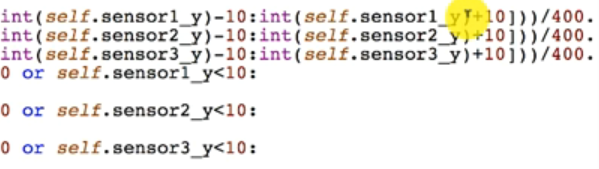 int(self.sensor1_y)-10:int(self.sensor1_y)+10]))/400.
int(self.sensor2_y)-10:int(self.sensor2_y)+10]))/400.
int(self.sensor3_y)-10:int(self.sensor3_y)+10]))/400.
0 or self.sensor1_y<10:
0 or self.sensor2_y<10:
0 or self.sensor3_y<10: